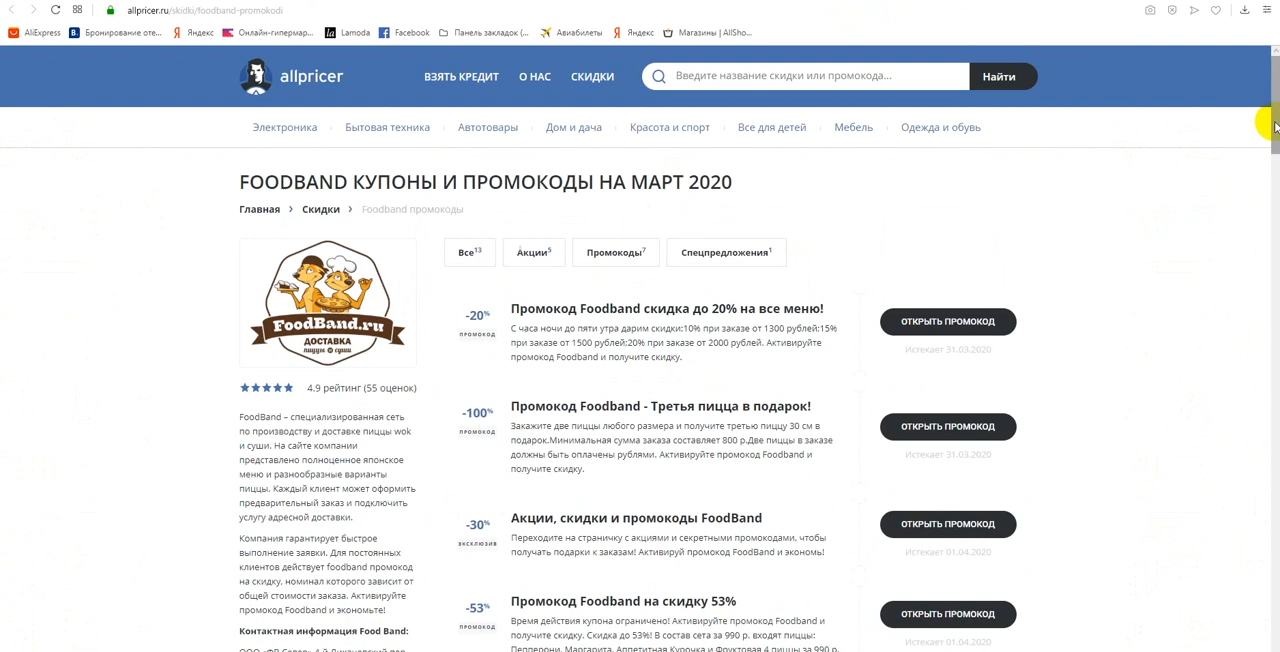 allpricer.ru/skidki/foodband-promokodi
AliExpress
B. Бронирование оте...
Яндекс
Онлайн-гипермар...
la Lamoda
Facebook
Панель закладок (...
Авиабилеты
Яндекс
Магазины | AllSho...
allpricer
ВЗЯТЬ КРЕДИТ
О НАС
СКИДКИ
Введите название скидки или промокода...
Найти
Электроника
Бытовая техника
Автотовары
Дом и дача
Красота и спорт
Все для детей
Мебель
Одежда и обувь
FOODBAND КУПОНЫ И ПРОМОКОДЫ НА МАРТ 2020
Главная > Скидки > Foodband промокоды
FoodBand.ru
ДОСТАВКА
пиццы и суши
4.9 рейтинг (55 оценок)
FoodBand – специализированная сеть
по производству и доставке пиццы wok
и суши. На сайте компании
представлено полноценное японское
меню и разнообразные варианты
пиццы. Каждый клиент может оформить
предварительный заказ и подключить
услугу адресной доставки.
Компания гарантирует быстрое
выполнение заявки. Для постоянных
клиентов действует foodband промокод
на скидку, номинал которого зависит от
общей стоимости заказа. Активируйте
промокод Foodband и экономьте!
Контактная информация Food Band:
Все13
Акции5
Промокоды7
Спецпредложения1
-20%
ПРОМОКОД
Промокод Foodband скидка до 20% на все меню!
С часа ночи до пяти утра дарим скидки:10% при заказе от 1300 рублей:15%
при заказе от 1500 рублей;20% при заказе от 2000 рублей. Активируйте
промокод Foodband и получите скидку.
ОТКРЫТЬ ПРОМОКОД
Истекает 31.03.2020
-100%
ПРОМОКОД
Промокод Foodband - Третья пицца в подарок!
Закажите две пиццы любого размера и получите третью пиццу 30 см в
подарок.Минимальная сумма заказа составляет 800 р.Две пиццы в заказе
должны быть оплачены рублями. Активируйте промокод Foodband и
получите скидку.
ОТКРЫТЬ ПРОМОКОД
Истекает 31.03.2020
-30%
ЭКСКЛЮЗИВ
Акции, скидки и промокоды FoodBand
Переходите на страничку с акциями и секретными промокодами, чтобы
получать подарки к заказам! Активируй промокод FoodBand и экономь!
ОТКРЫТЬ ПРОМОКОД
Истекает 01.04.2020
-53%
ПРОМОКОД
Промокод Foodband на скидку 53%
Время действия купона ограничено! Активируйте промокод Foodband и
получите скидку. Скидка до 53%! В состав сета за 990 р. входят пиццы:
Пепперони, Маргарита, Аппетитная Курочка и Фруктовая 4 пиццы за 990 р.
ОТКРЫТЬ ПРОМОКОД
Истекает 01.04.2020